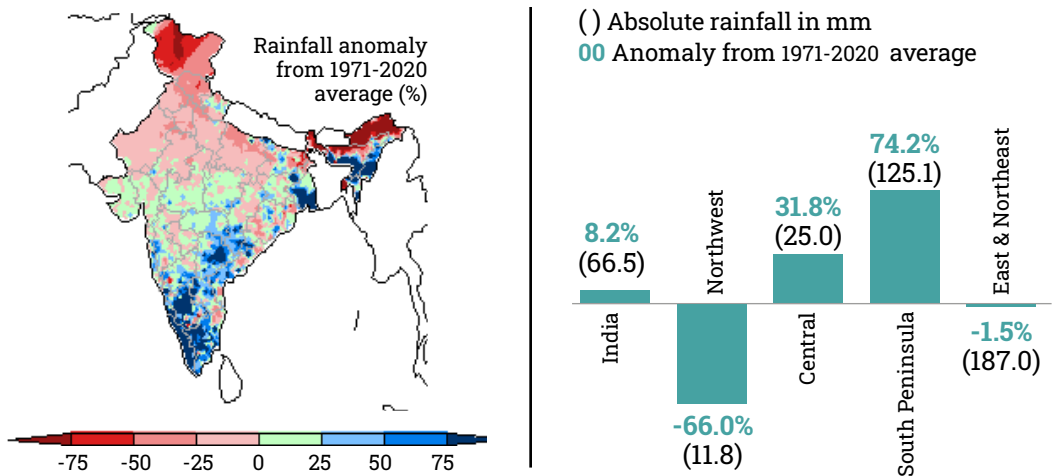 Rainfall anomaly
from 1971-2020
average (%)
-75 -50 -25 0 25 50 75
( ) Absolute rainfall in mm
00 Anomaly from 1971-2020 average
8.2%
(66.5)
India
Northwest
-66.0%
(11.8)
31.8%
(25.0)
Central
74.2%
(125.1)
South Peninsula
East & Northeast
-1.5%
(187.0)